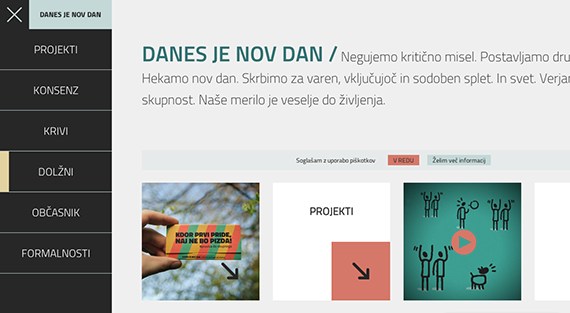 DANES JE NOV DAN
PROJEKTI
KONSENZ
KRIVI
DOLŽNI
OBČASNIK
FORMALNOSTI
DANES JE NOV DAN / Negujemo kritično misel. Postavljamo dru
Hekamo nov dan. Skrbimo za varen, vključujoč in sodoben splet. In svet. Verjam
skupnost. Naše merilo je veselje do življenja.
Soglašam z uporabo piškotkov V REDU Želim več informacij
KDOR PRVI PRIDE,
NAJ NE BO PIZDA!
PROJEKTI